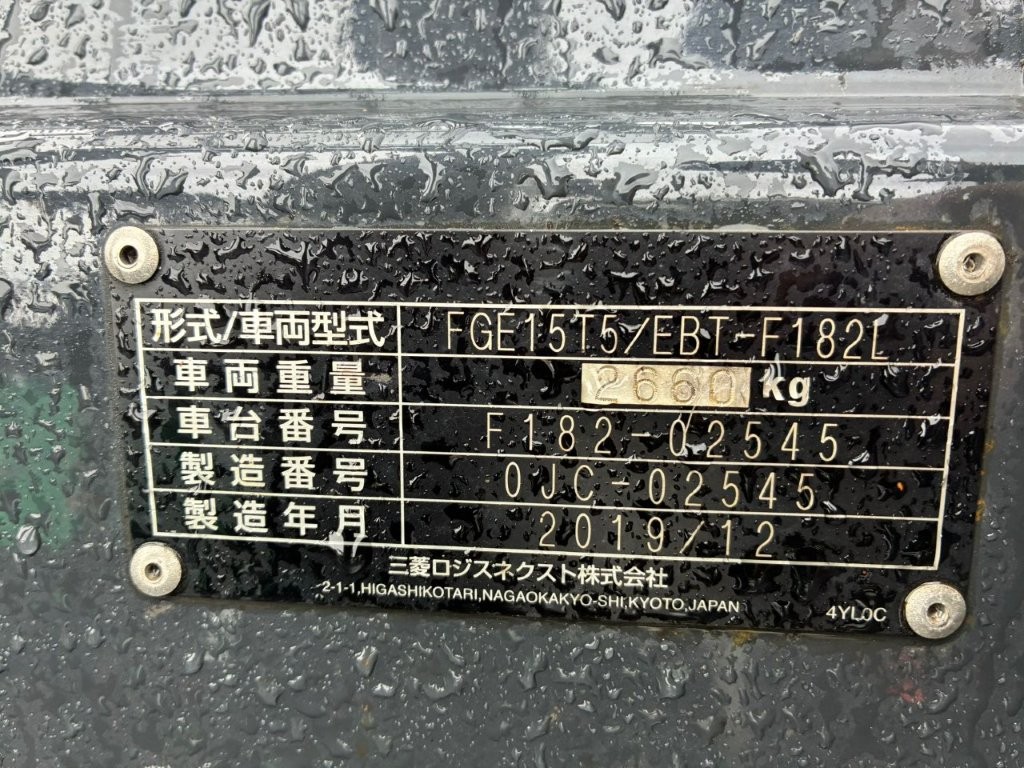 形式/車両型式 FGE15T5/EBT-F182L
車両重量 2660 kg
車台番号 F182-02545
製造番号 0JC-02545
製造年月 2019/12
三菱ロジスネクスト株式会社
2-1-1,HIGASHIKOTARI,NAGAOKAKYO-SHI,KYOTO,JAPAN 4YL0C